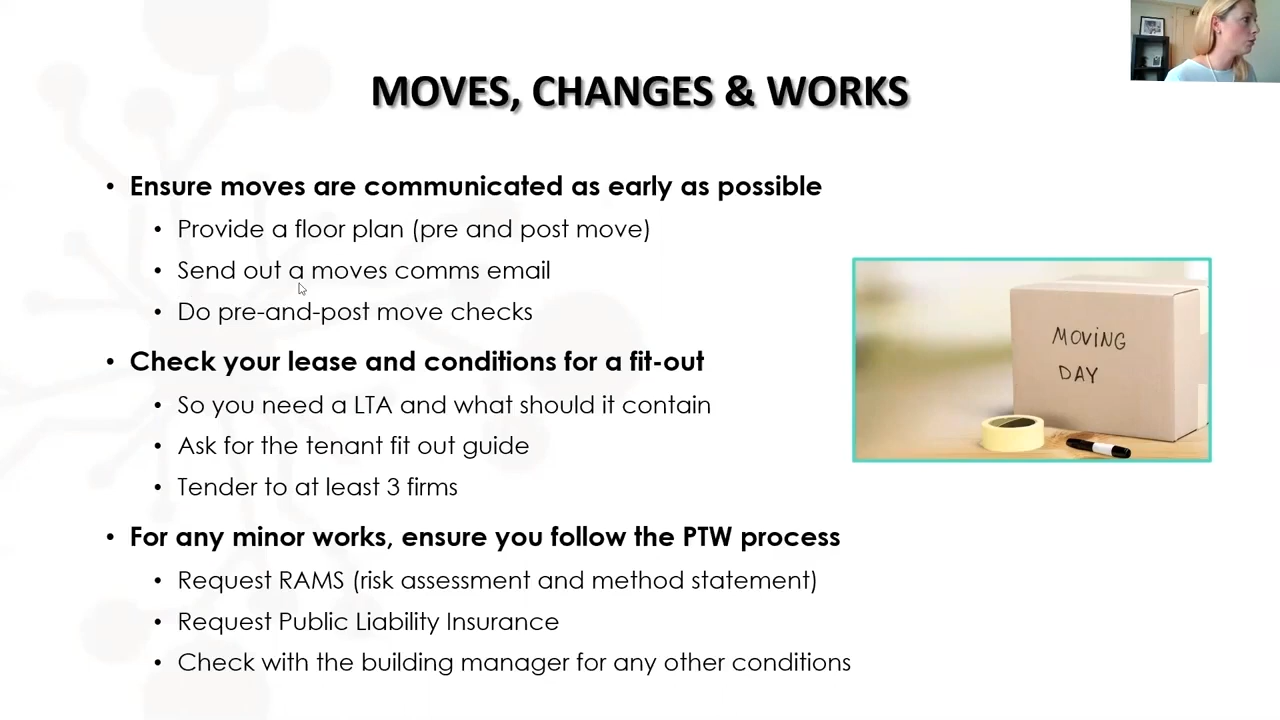 MOVES, CHANGES & WORKS
• Ensure moves are communicated as early as possible
• Provide a floor plan (pre and post move)
• Send out a moves comms email
• Do pre-and-post move checks
• Check your lease and conditions for a fit-out
• So you need a LTA and what should it contain
• Ask for the tenant fit out guide
• Tender to at least 3 firms
• For any minor works, ensure you follow the PTW process
• Request RAMS (risk assessment and method statement)
• Request Public Liability Insurance
• Check with the building manager for any other conditions
MOVING
DAY